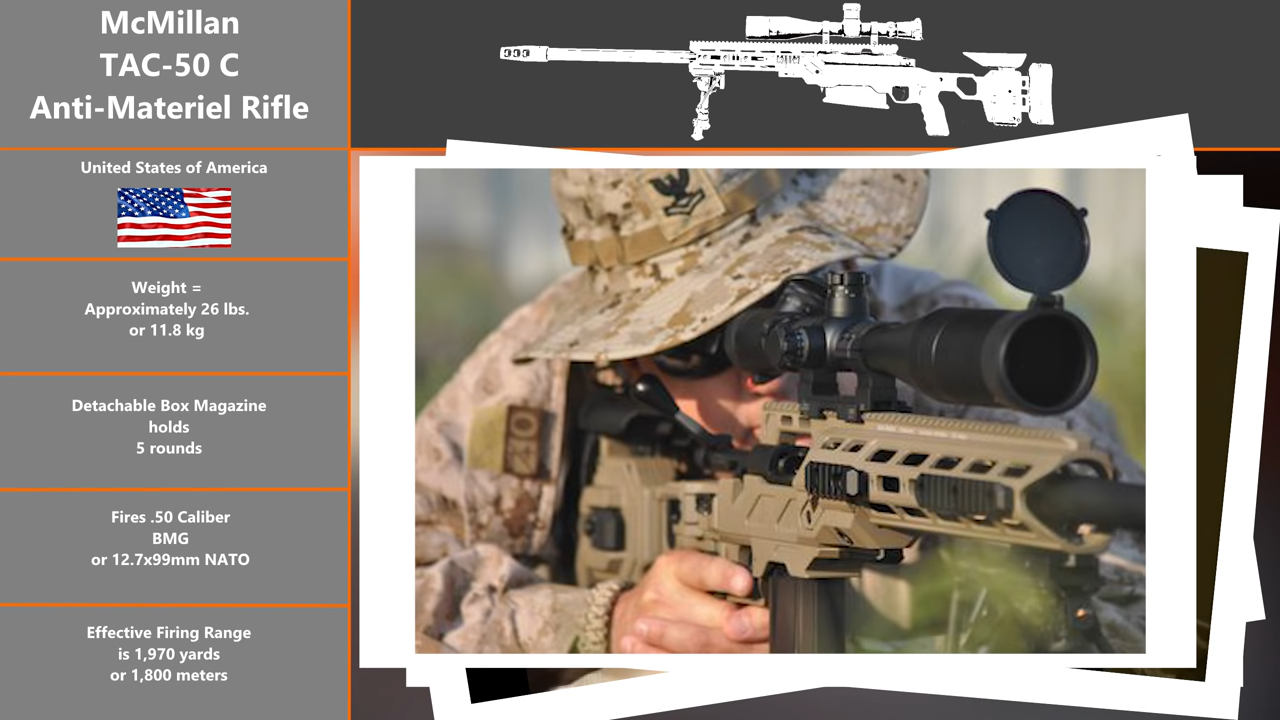 McMillan
TAC-50 C
Anti-Materiel Rifle
United States of America
Weight =
Approximately 26 lbs.
or 11.8 kg
Detachable Box Magazine
holds
5 rounds
Fires .50 Caliber
BMG
or 12.7x99mm NATO
Effective Firing Range
is 1,970 yards
or 1,800 meters